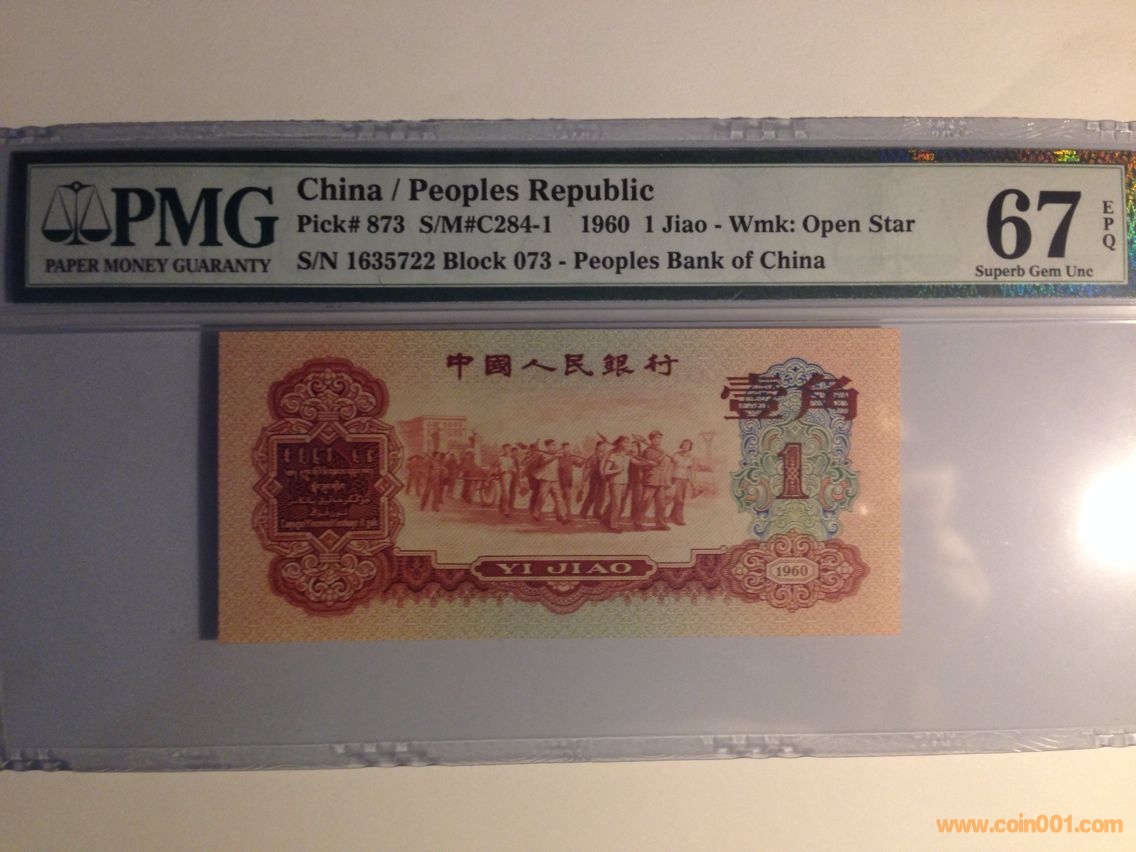 PMG
PAPER MONEY GUARANTY
China / Peoples Republic
Pick# 873 S/M#C284-1 1960 1 Jiao - Wmk: Open Star
S/N 1635722 Block 073 - Peoples Bank of China
67
EPQ
Superb Gem Unc
中國人民銀行
壹角
1
YI JIAO
1960
www.coin001.com